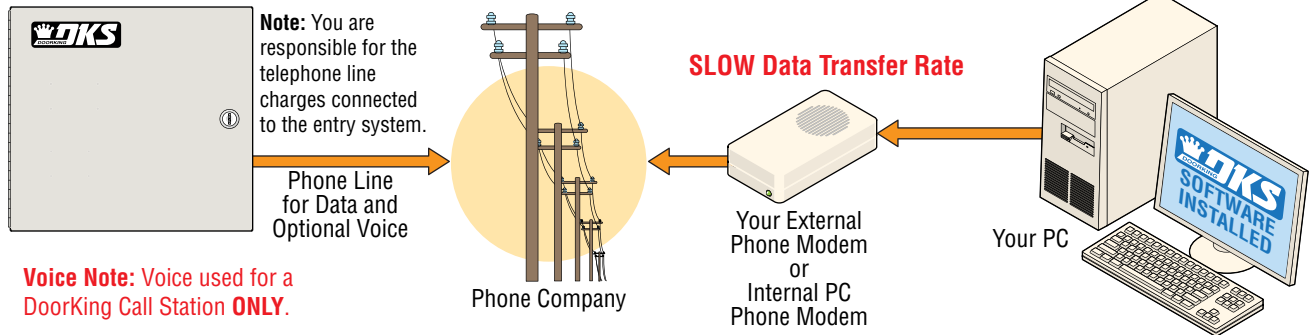 DKS
DOORKING
Note: You are
responsible for the
telephone line
charges connected
to the entry system.
Phone Line
for Data and
Optional Voice
Voice Note: Voice used for a
DoorKing Call Station ONLY.
Phone Company
SLOW Data Transfer Rate
Your External
Phone Modem
or
Internal PC
Phone Modem
Your PC
DKS
DOORKING
SOFTWARE
INSTALLED